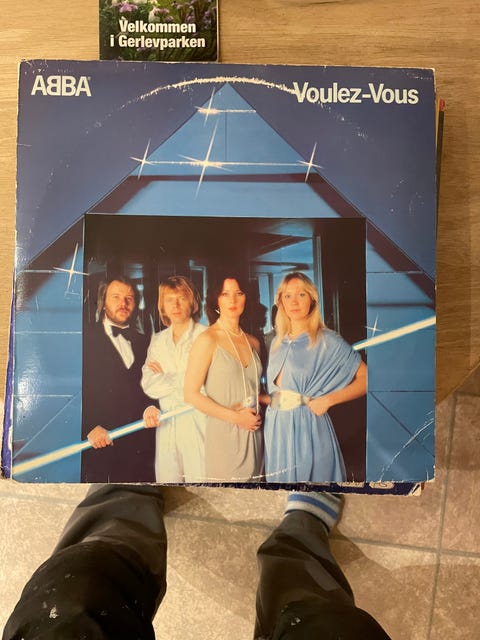 Velkommen
i Gerlevparken
ABBA
Voulez-Vous